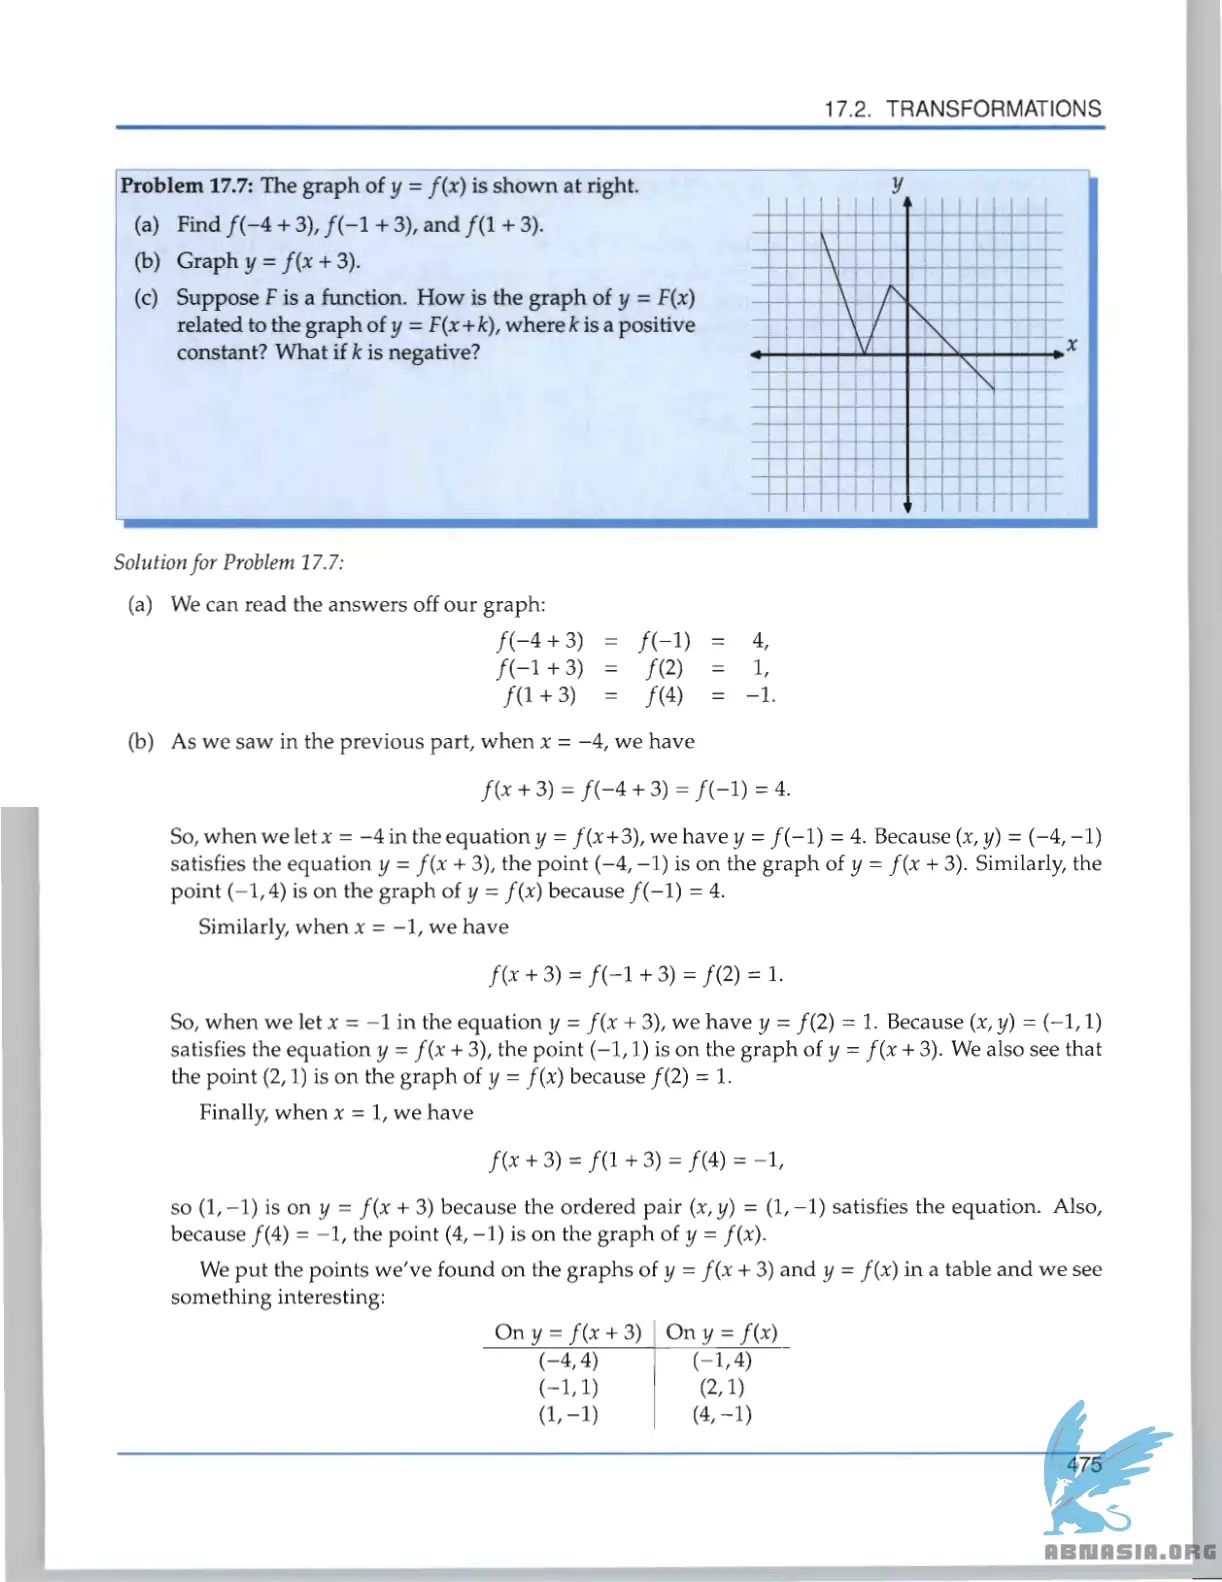 17.2. TRANSFORMATIONS
Problem 17.7: The graph of y = f(x) is shown at right.
(a) Find f(−4 + 3), f(−1 + 3), and f(1 + 3).
(b) Graph y = f(x + 3).
(c) Suppose F is a function. How is the graph of y = F(x)
related to the graph of y = F(x+k), where k is a positive
constant? What if k is negative?
y
x
Solution for Problem 17.7:
(a) We can read the answers off our graph:
f(−4 + 3) = f(−1) = 4,
f(−1 + 3) = f(2) = 1,
f(1 + 3) = f(4) = −1.
(b) As we saw in the previous part, when x = −4, we have
f(x + 3) = f(−4 + 3) = f(−1) = 4.
So, when we let x = −4 in the equation y = f(x+3), we have y = f(−1) = 4. Because (x, y) = (−4, −1)
satisfies the equation y = f(x + 3), the point (−4, −1) is on the graph of y = f(x + 3). Similarly, the
point (−1, 4) is on the graph of y = f(x) because f(−1) = 4.
Similarly, when x = −1, we have
f(x + 3) = f(−1 + 3) = f(2) = 1.
So, when we let x = −1 in the equation y = f(x + 3), we have y = f(2) = 1. Because (x, y) = (−1, 1)
satisfies the equation y = f(x + 3), the point (−1, 1) is on the graph of y = f(x + 3). We also see that
the point (2, 1) is on the graph of y = f(x) because f(2) = 1.
Finally, when x = 1, we have
f(x + 3) = f(1 + 3) = f(4) = −1,
so (1, −1) is on y = f(x + 3) because the ordered pair (x, y) = (1, −1) satisfies the equation. Also,
because f(4) = −1, the point (4, −1) is on the graph of y = f(x).
We put the points we've found on the graphs of y = f(x + 3) and y = f(x) in a table and we see
something interesting:
On y = f(x + 3) On y = f(x)
(−4, 4) (−1, 4)
(−1, 1) (2, 1)
(1, −1) (4, −1)
475
ABNASIA.ORG